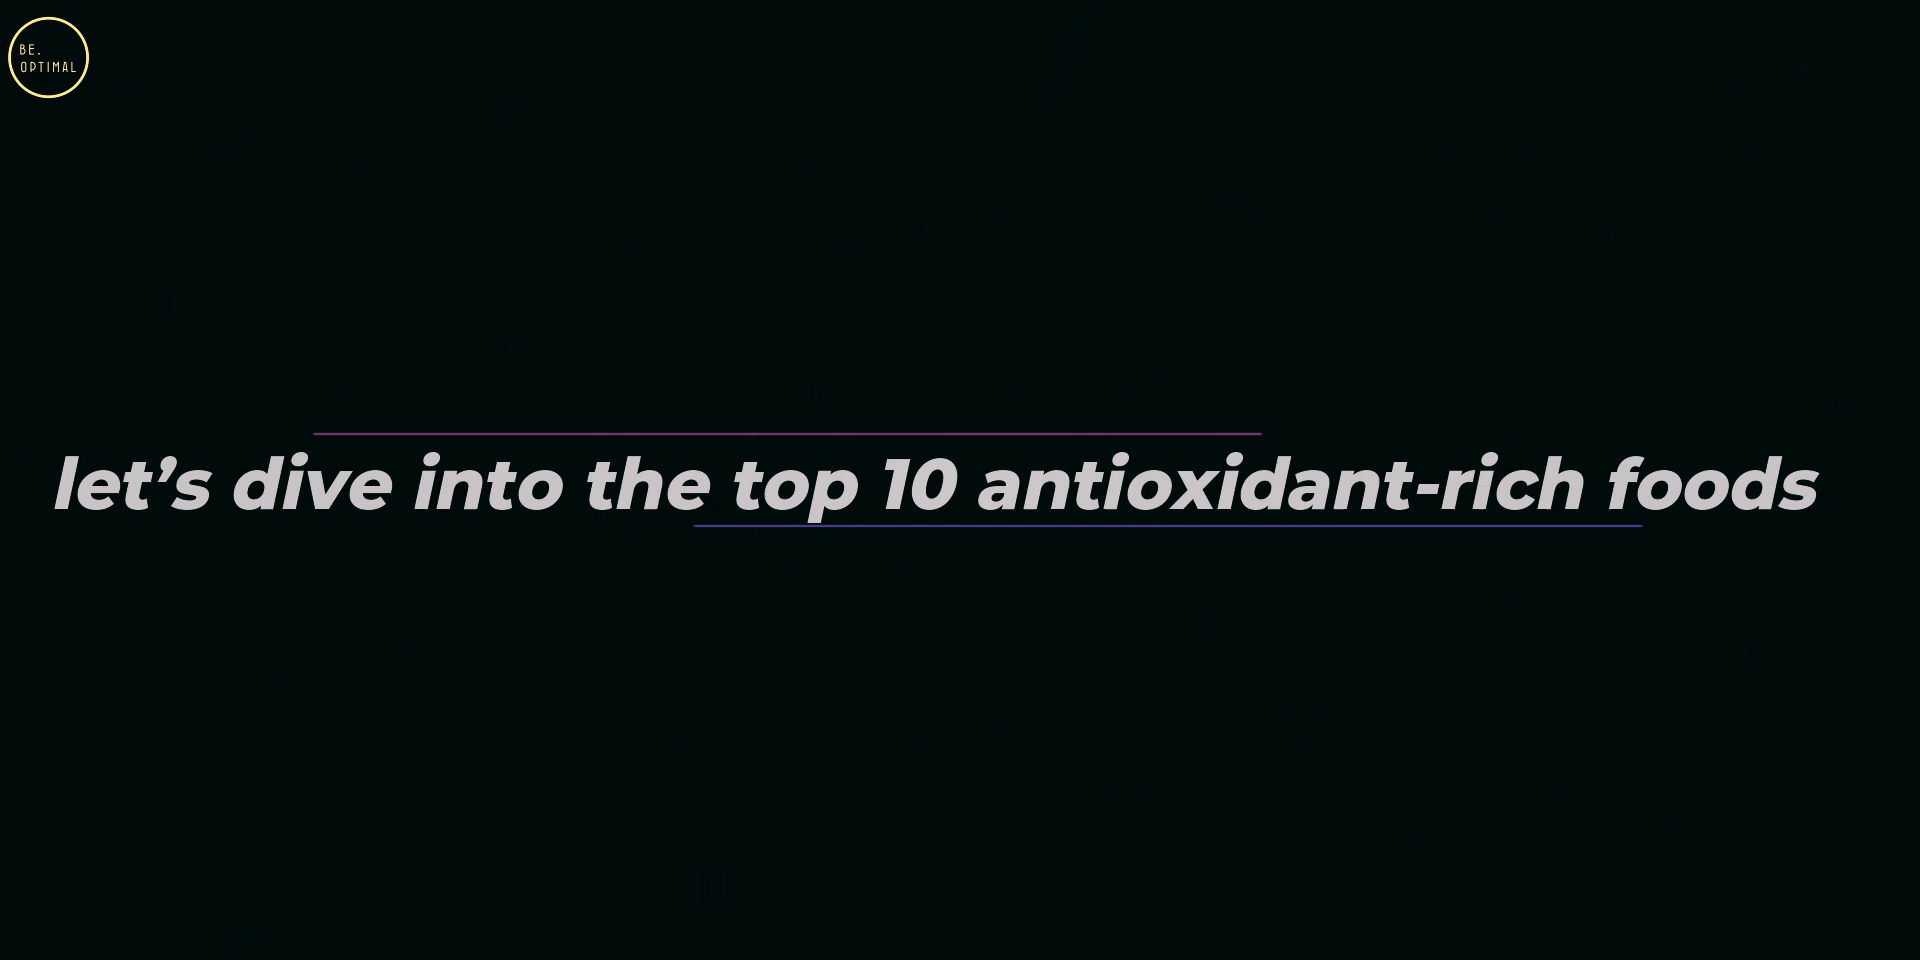 BE.
OPTIMAL
let’s dive into the top 10 antioxidant-rich foods